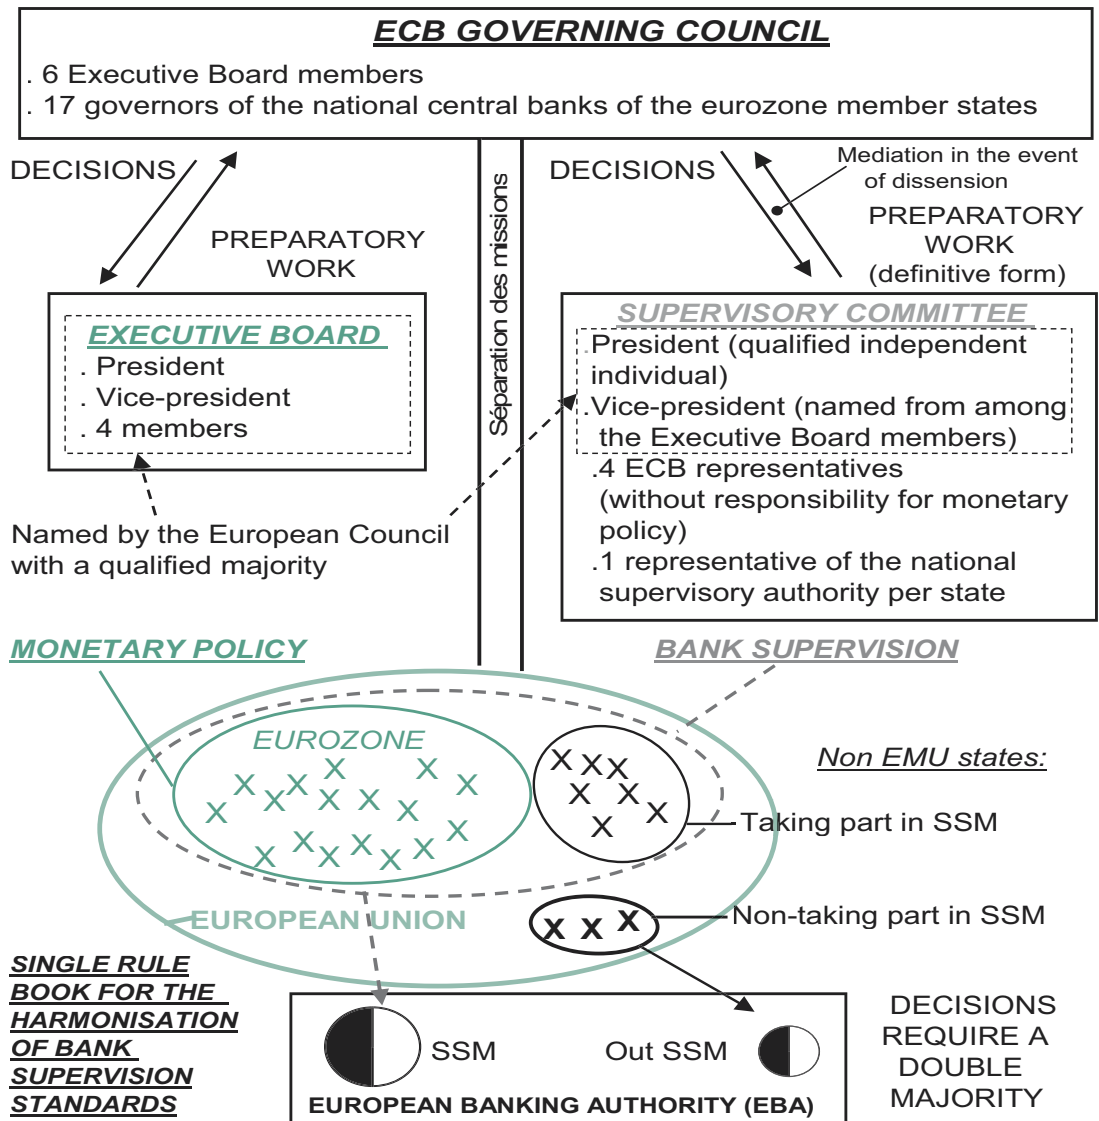 ECB GOVERNING COUNCIL
. 6 Executive Board members
. 17 governors of the national central banks of the eurozone member states
DECISIONS
PREPARATORY
WORK
Séparation des missions
DECISIONS
Mediation in the event
of dissension
PREPARATORY
WORK
(definitive form)
EXECUTIVE BOARD
. President
. Vice-president
. 4 members
SUPERVISORY COMMITTEE
.President (qualified independent
individual)
.Vice-president (named from among
the Executive Board members)
.4 ECB representatives
(without responsibility for monetary
policy)
.1 representative of the national
supervisory authority per state
Named by the European Council
with a qualified majority
MONETARY POLICY
BANK SUPERVISION
EUROZONE
X X X X X X X X X X X X X X X X X
X X X X X X X
Non EMU states:
Taking part in SSM
EUROPEAN UNION
X X X
Non-taking part in SSM
SINGLE RULE
BOOK FOR THE
HARMONISATION
OF BANK
SUPERVISION
STANDARDS
SSM
Out SSM
EUROPEAN BANKING AUTHORITY (EBA)
DECISIONS
REQUIRE A
DOUBLE
MAJORITY